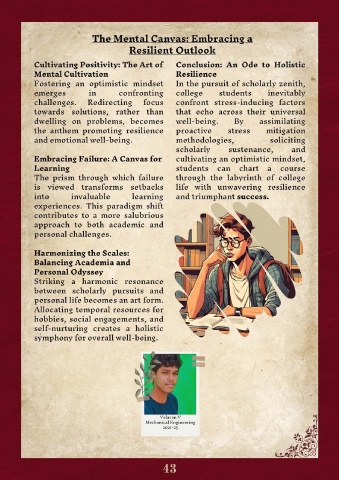 The Mental Canvas: Embracing a
Resilient Outlook
Cultivating Positivity: The Art of
Mental Cultivation
Fostering an optimistic mindset
emerges in confronting
challenges. Redirecting focus
towards solutions, rather than
dwelling on problems, becomes
the anthem promoting resilience
and emotional well-being.
Embracing Failure: A Canvas for
Learning
The prism through which failure
is viewed transforms setbacks
into invaluable learning
experiences. This paradigm shift
contributes to a more salubrious
approach to both academic and
personal challenges.
Harmonizing the Scales:
Balancing Academia and
Personal Odyssey
Striking a harmonic resonance
between scholarly pursuits and
personal life becomes an art form.
Allocating temporal resources for
hobbies, social engagements, and
self-nurturing creates a holistic
symphony for overall well-being.
Conclusion: An Ode to Holistic
Resilience
In the pursuit of scholarly zenith,
college students inevitably
confront stress-inducing factors
that echo across their universal
well-being. By assimilating
proactive stress mitigation
methodologies, soliciting
scholarly sustenance, and
cultivating an optimistic mindset,
students can chart a course
through the labyrinth of college
life with unwavering resilience
and triumphant success.
Mechanical Engineering
2021-25
43